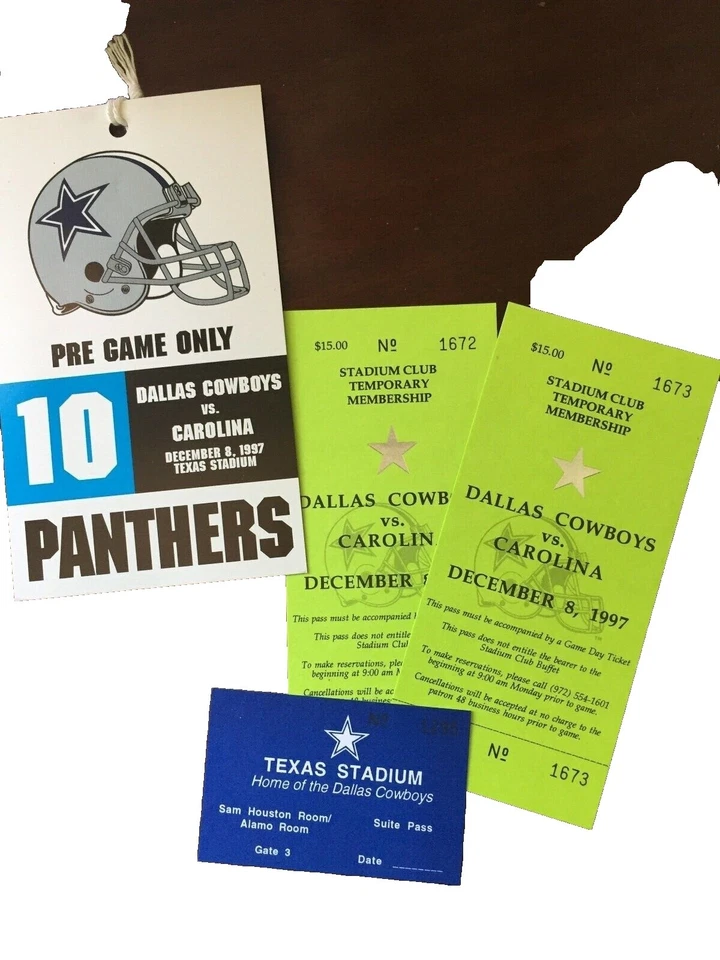 PRE GAME ONLY
10
DALLAS COWBOYS
vs.
CAROLINA
DECEMBER 8, 1997
TEXAS STADIUM
PANTHERS
$15.00 Nº 1672
STADIUM CLUB
TEMPORARY
MEMBERSHIP
DALLAS COWB
vs.
CAROLIN
DECEMBER 8
This pass must be accompanied
This pass does not entitle
Stadium Club
To make reservations, ple
beginning at 9:00 am M
Cancellations will be ac
48 business
$15.00 Nº 1673
STADIUM CLUB
TEMPORARY
MEMBERSHIP
DALLAS COWBOYS
vs.
CAROLINA
DECEMBER 8, 1997
This pass must be accompanied by a Game Day Ticket
This pass does not entitle the bearer to the
Stadium Club Buffet
To make reservations, please call (972) 554-1601
beginning at 9:00 am Monday prior to game.
Cancellations will be accepted at no charge to the
patron 48 business hours prior to game.
Nº 1673
Nº
TEXAS STADIUM
Home of the Dallas Cowboys
Sam Houston Room/
Alamo Room
Suite Pass
Gate 3
Date